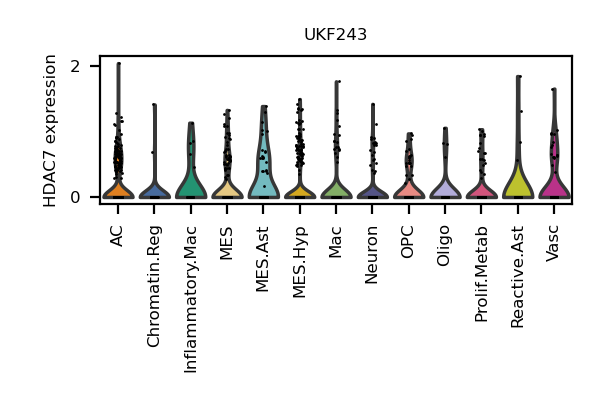 UKF243
HDAC7 expression
2
0
AC
Chromatin.Reg
Inflammatory.Mac
MES
MES.Ast
MES.Hyp
Mac
Neuron
OPC
Oligo
Prolif.Metab
Reactive.Ast
Vasc